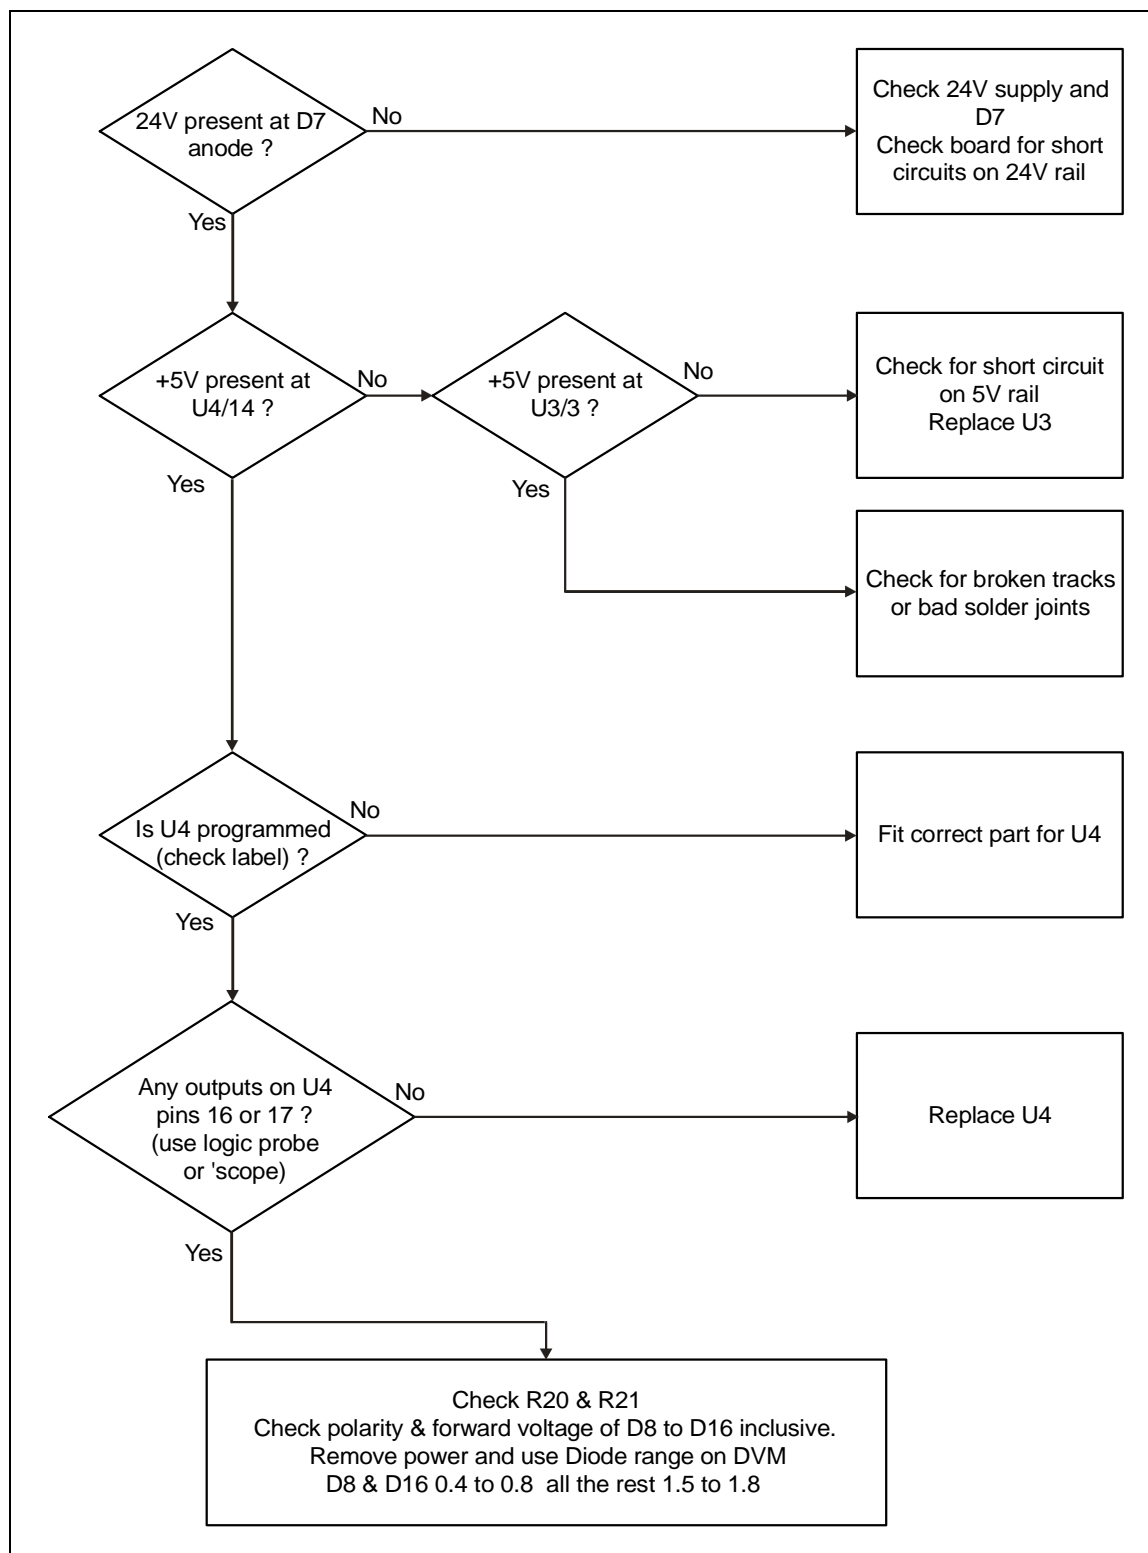 24V present at D7
anode ?
No
Check 24V supply and
D7
Check board for short
circuits on 24V rail
Yes
+5V present at
U4/14 ?
No
+5V present at
U3/3 ?
No
Check for short circuit
on 5V rail
Replace U3
Yes
Yes
Check for broken tracks
or bad solder joints
Is U4 programmed
(check label) ?
No
Fit correct part for U4
Yes
Any outputs on U4
pins 16 or 17 ?
(use logic probe
or 'scope)
No
Replace U4
Yes
Check R20 & R21
Check polarity & forward voltage of D8 to D16 inclusive.
Remove power and use Diode range on DVM
D8 & D16 0.4 to 0.8  all the rest 1.5 to 1.8